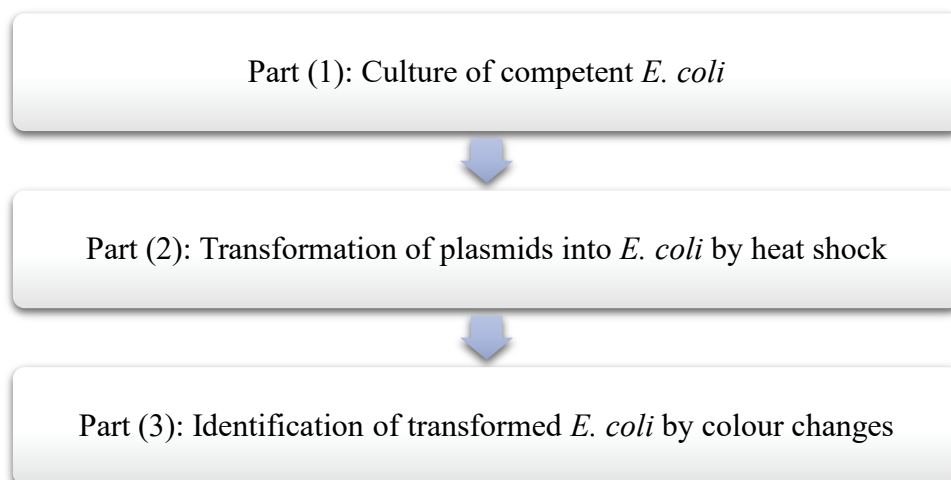 Part (1): Culture of competent E. coli
Part (2): Transformation of plasmids into E. coli by heat shock
Part (3): Identification of transformed E. coli by colour changes